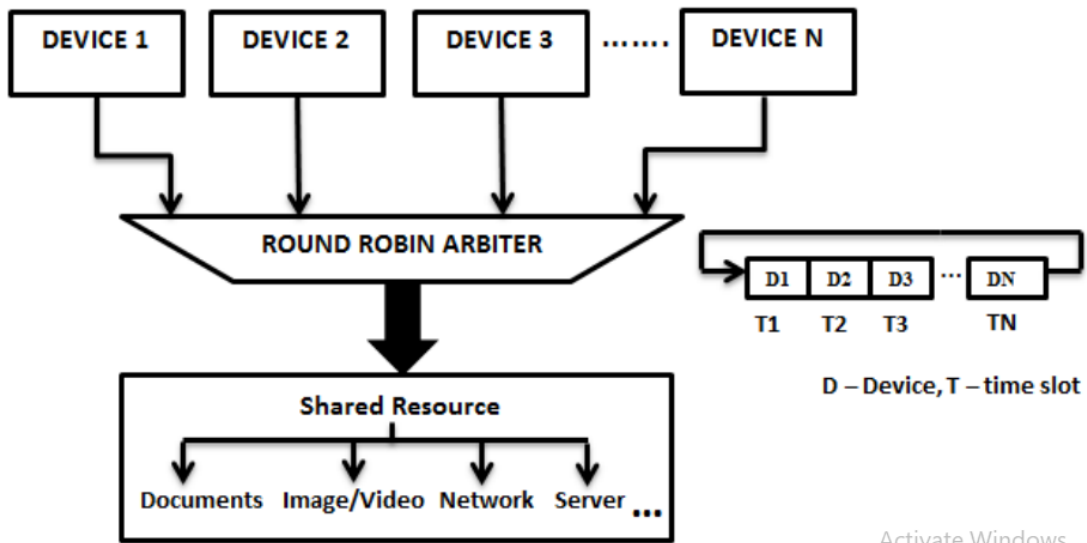 DEVICE 1
DEVICE 2
DEVICE 3
.......
DEVICE N
ROUND ROBIN ARBITER
D1 D2 D3 ... DN
T1 T2 T3 TN
D – Device, T – time slot
Shared Resource
Documents Image/Video Network Server ...
Activate Windows